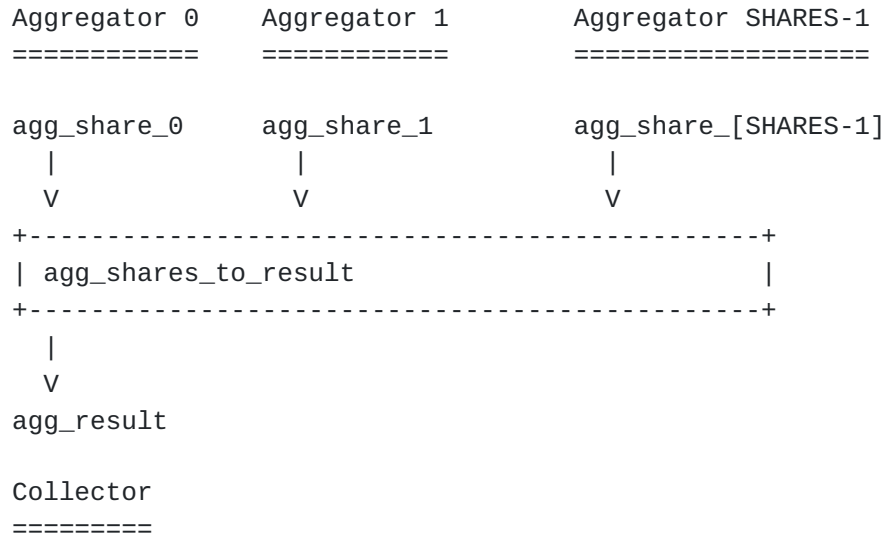 Aggregator 0    Aggregator 1        Aggregator SHARES-1
============    ============        ===================

agg_share_0     agg_share_1         agg_share_[SHARES-1]
  |               |                   |
  V               V                   V
+-----------------------------------------------+
| agg_shares_to_result                          |
+-----------------------------------------------+
  |
  V
agg_result

Collector
=========